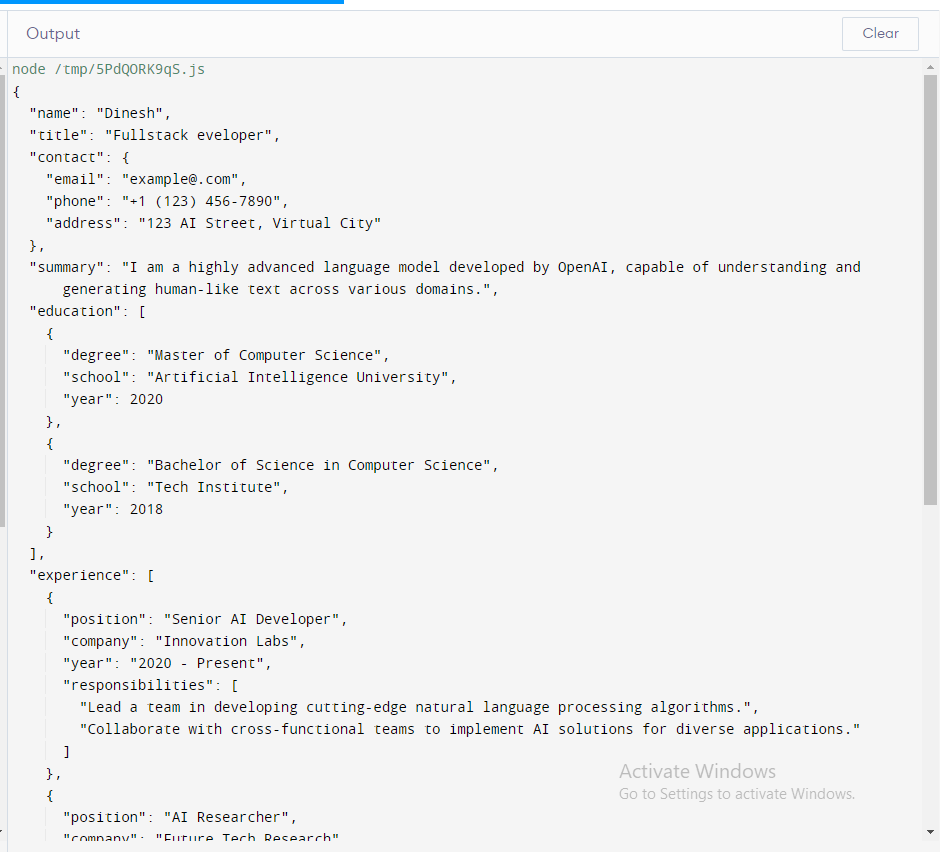 Output
Clear
node /tmp/5PdQORK9qS.js
{
  "name": "Dinesh",
  "title": "Fullstack eveloper",
  "contact": {
    "email": "example@.com",
    "phone": "+1 (123) 456-7890",
    "address": "123 AI Street, Virtual City"
  },
  "summary": "I am a highly advanced language model developed by OpenAI, capable of understanding and
      generating human-like text across various domains.",
  "education": [
    {
      "degree": "Master of Computer Science",
      "school": "Artificial Intelligence University",
      "year": 2020
    },
    {
      "degree": "Bachelor of Science in Computer Science",
      "school": "Tech Institute",
      "year": 2018
    }
  ],
  "experience": [
    {
      "position": "Senior AI Developer",
      "company": "Innovation Labs",
      "year": "2020 - Present",
      "responsibilities": [
        "Lead a team in developing cutting-edge natural language processing algorithms.",
        "Collaborate with cross-functional teams to implement AI solutions for diverse applications."
      ]
    },
    {
      "position": "AI Researcher",
      "company": "Future Tech Research"
Activate Windows
Go to Settings to activate Windows.